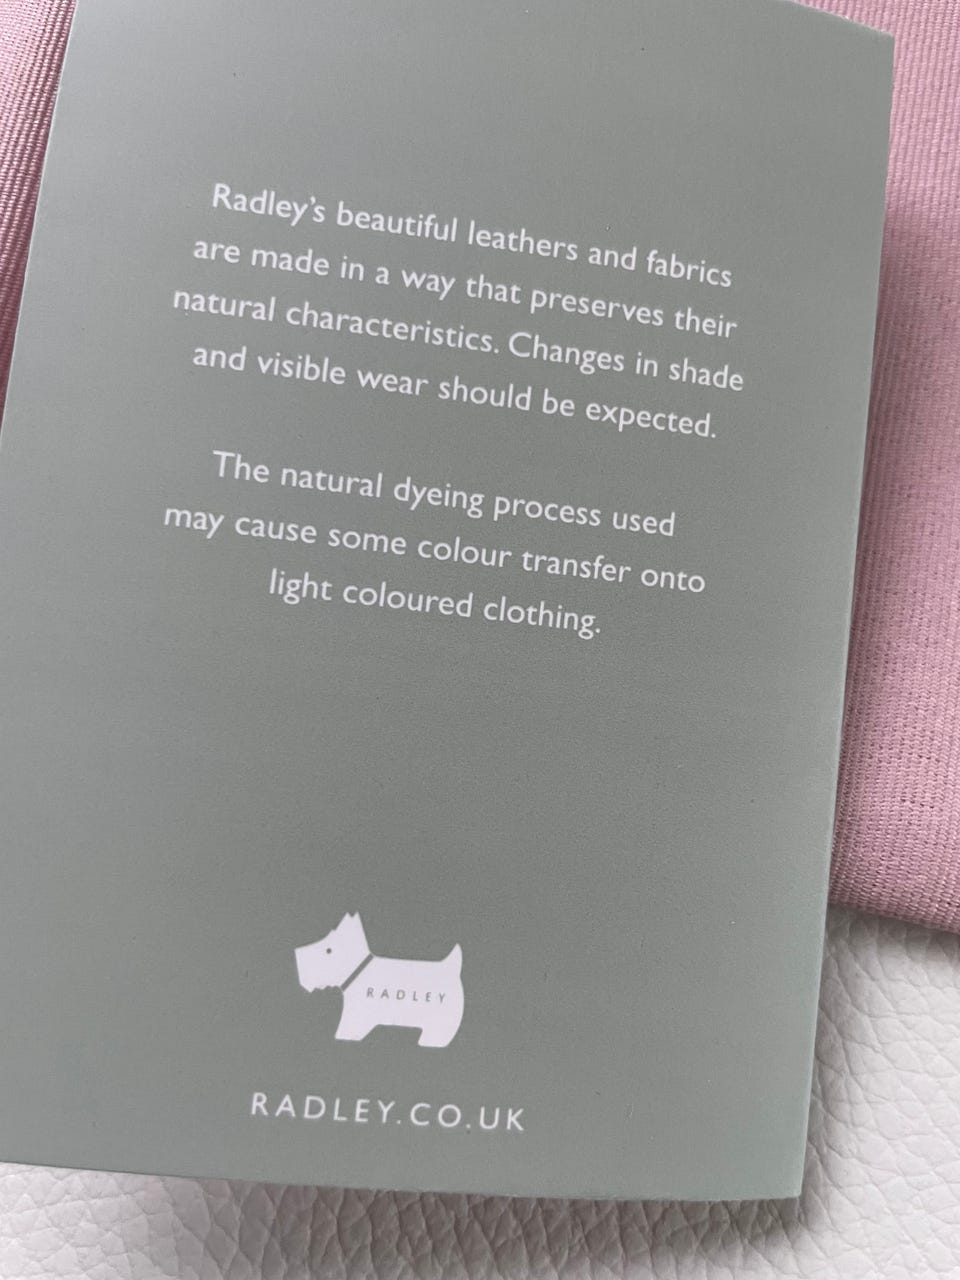 Radley’s beautiful leathers and fabrics
are made in a way that preserves their
natural characteristics. Changes in shade
and visible wear should be expected.
The natural dyeing process used
may cause some colour transfer onto
light coloured clothing.
RADLEY
RADLEY.CO.UK